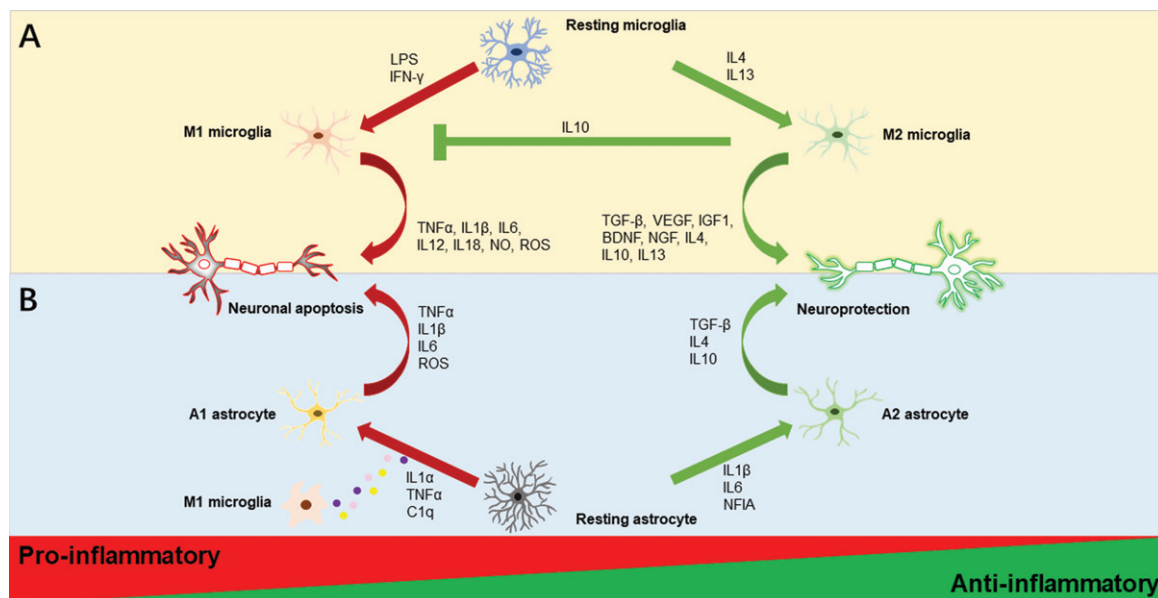 A
Resting microglia
LPS
IFN-γ
IL4
IL13
M1 microglia
IL10
M2 microglia
TNFα, IL1β, IL6,
IL12, IL18, NO, ROS
TGF-β, VEGF, IGF1,
BDNF, NGF, IL4,
IL10, IL13
B
Neuronal apoptosis
Neuroprotection
TNFα
IL1β
IL6
ROS
TGF-β
IL4
IL10
A1 astrocyte
A2 astrocyte
M1 microglia
IL1α
TNFα
C1q
Resting astrocyte
IL1β
IL6
NFIA
Pro-inflammatory
Anti-inflammatory